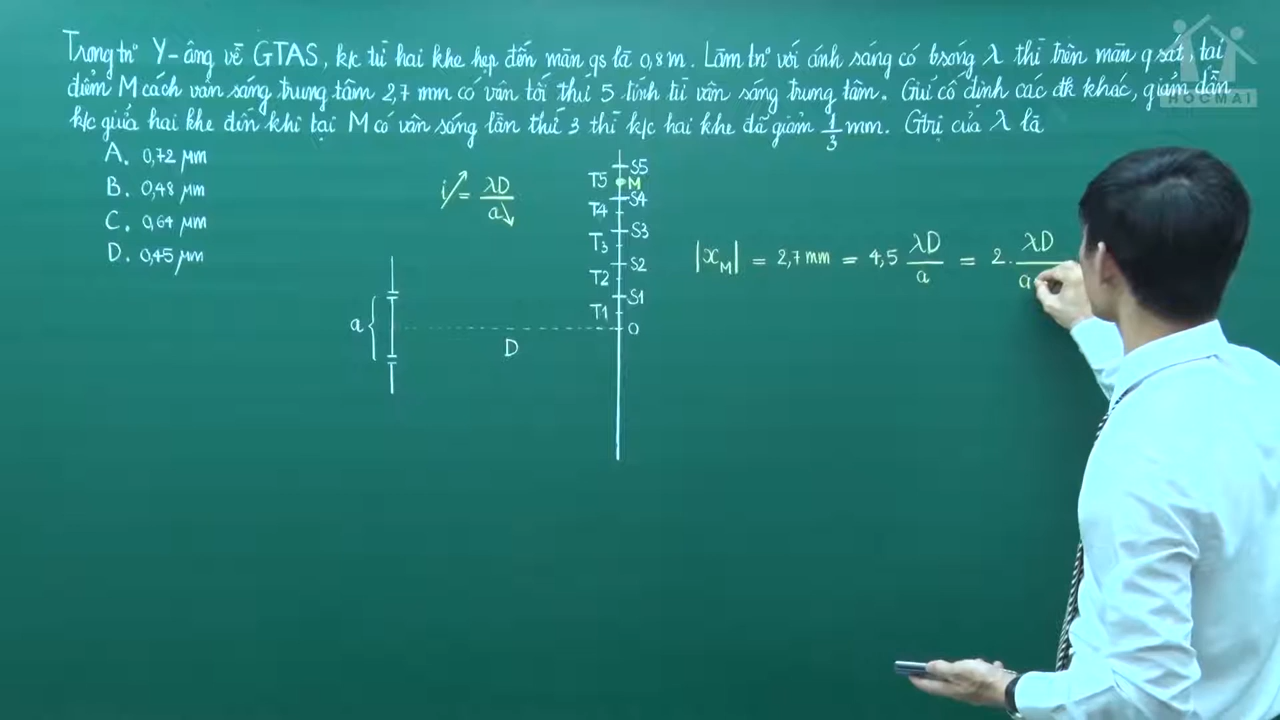 Trong tn° Y-âng về GTAS, k/c từ hai khe hẹp đến màn qs là 0,8 m. Làm tn° với ánh sáng có bsóng λ thì trên màn q sát, tại
điểm M cách vân sáng trung tâm 2,7 mm có vân tối thứ 5 tính từ vân sáng trung tâm. Giữ cố định các đk khác, giảm dần
k/c giữa hai khe đến khi tại M có vân sáng lần thứ 3 thì k/c hai khe đã giảm 1/3 mm. Gtrị của λ là
A. 0,72 μm
B. 0,48 μm
C. 0,64 μm
D. 0,45 μm
i = λD/a
a
D
S5
T5 M
S4
T4
S3
T3
S2
T2
S1
T1
O
|x_M| = 2,7 mm = 4,5 λD/a = 2. λD/a
HOCMAI